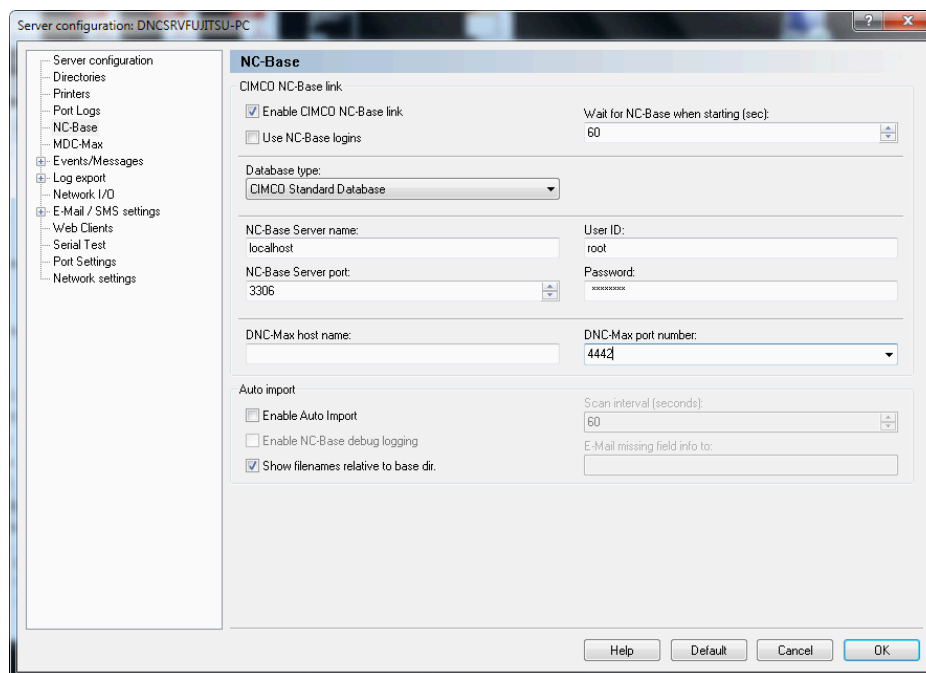 Server configuration: DNCSRVFUJITSU-PC
Server configuration
Directories
Printers
Port Logs
NC-Base
MDC-Max
Events/Messages
Log export
Network I/O
E-Mail / SMS settings
Web Clients
Serial Test
Port Settings
Network settings
NC-Base
CIMCO NC-Base link
Enable CIMCO NC-Base link
Wait for NC-Base when starting (sec):
Use NC-Base logins
60
Database type:
CIMCO Standard Database
NC-Base Server name:
User ID:
localhost
root
NC-Base Server port:
Password:
3306
xxxxxxxx
DNC-Max host name:
DNC-Max port number:
4442
Auto import
Enable Auto Import
Scan interval (seconds):
60
Enable NC-Base debug logging
E-Mail missing field info to:
Show filenames relative to base dir.
Help
Default
Cancel
OK